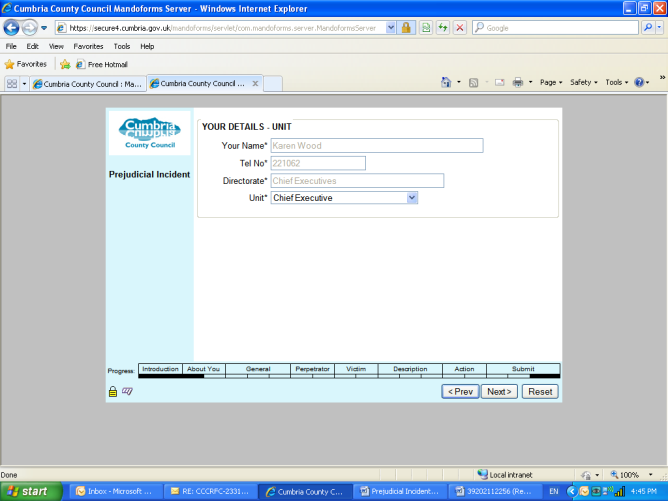 Cumbria County Council Mandoforms Server - Windows Internet Explorer
https://secure4.cumbria.gov.uk/mandoforms/servlet/com.mandoforms.server.MandoformsServer
Google
File Edit View Favorites Tools Help
Favorites Free Hotmail
Cumbria County Council : Ma... Cumbria County Council ... X Page Safety Tools »
Cumbria
County Council
Prejudicial Incident
YOUR DETAILS - UNIT
Your Name* Karen Wood
Tel No* 221062
Directorate* Chief Executives
Unit* Chief Executive
Progress: Introduction About You General Perpetrator Victim Description Action Submit
< Prev Next > Reset
Done Local intranet 100%
start Inbox - Microsoft ... RE: CCCRPC-2331... Cumbria County C... Prejudicial Incident... 39202112256 (Re... EN 4:45 PM